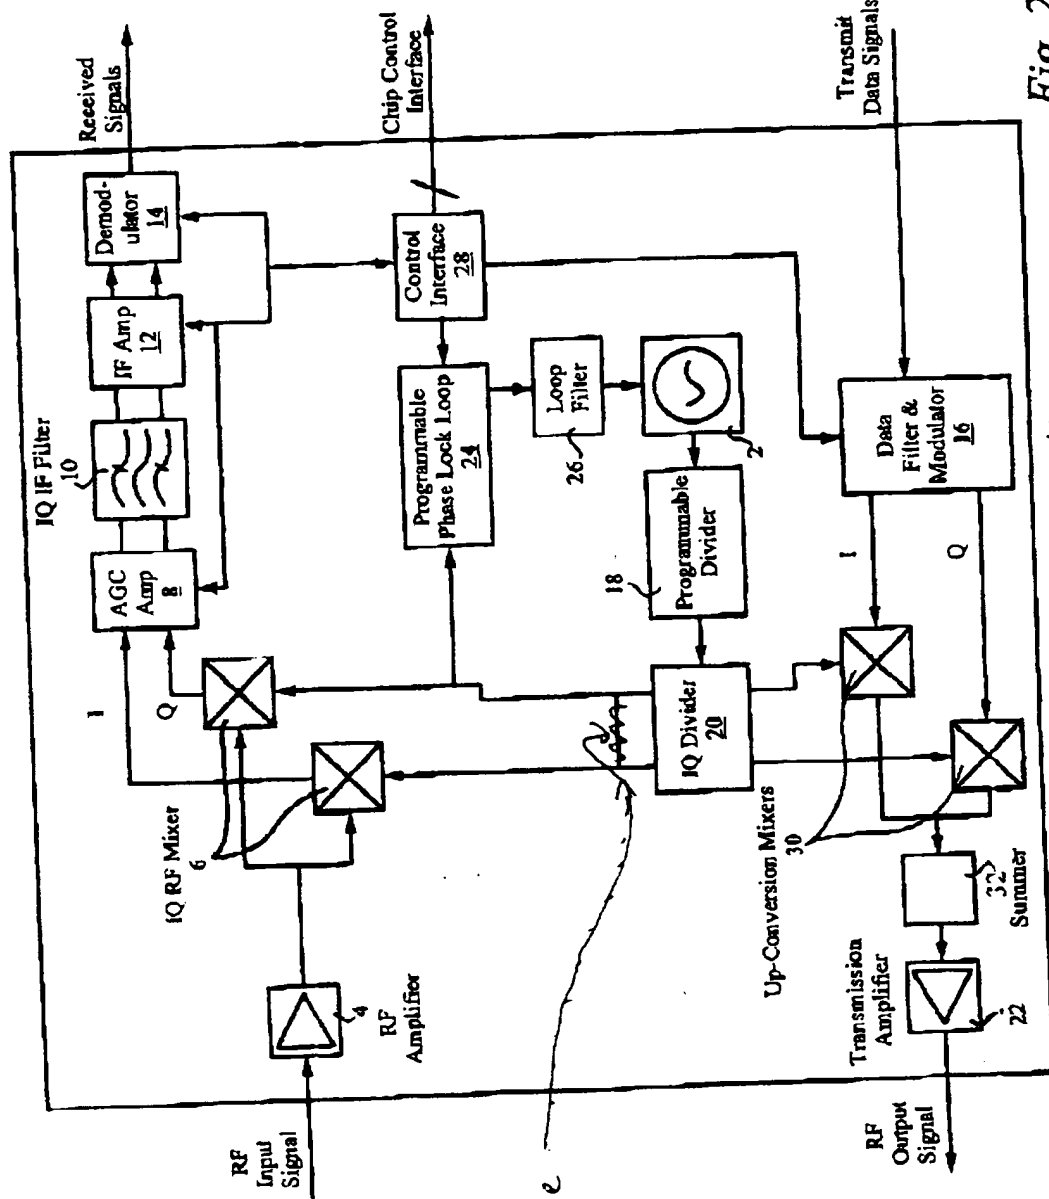 Received
Signals
Chip Control
Interface
Transmit
Data Signals
Demod-
ulator
14
IF Amp
12
IQ IF Filter
10
AGC
Amp
8
I
Q
IQ RF Mixer
6
RF
Amplifier
4
RF
Input
Signal
Control
Interface
28
Programmable
Phase Lock Loop
24
Loop
Filter
26
2
Programmable
Divider
18
IQ Divider
20
Data
Filter &
Modulator
16
I
Q
Up-Conversion Mixers
30
32
Summer
Transmission
Amplifier
22
RF
Output
Signal
e
Fig. 2